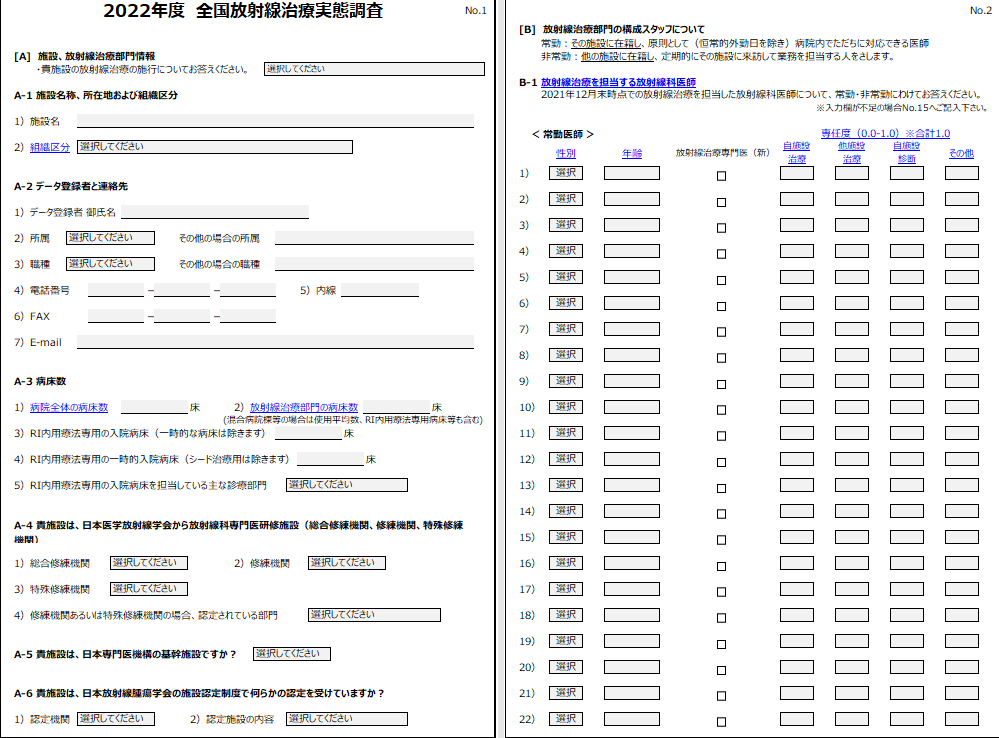 2022年度 全国放射線治療実態調査
No.1
[A] 施設、放射線治療部門情報
・貴施設の放射線治療の施行についてお答えください。 選択してください
A-1 施設名称、所在地および組織区分
1）施設名
2）組織区分 選択してください
A-2 データ登録者と連絡先
1）データ登録者 御氏名
2）所属 選択してください その他の場合の所属
3）職種 選択してください その他の場合の職種
4）電話番号 － － 5）内線
6）FAX － －
7）E-mail
A-3 病床数
1）病院全体の病床数 床 2）放射線治療部門の病床数 床
(混合病院棟等の場合は使用平均数、RI内用療法専用病床等も含む)
3）RI内用療法専用の入院病床（一時的な病床は除きます） 床
4）RI内用療法専用の一時的入院病床（シード治療用は除きます） 床
5）RI内用療法専用の入院病床を担当している主な診療部門 選択してください
A-4 貴施設は、日本医学放射線学会から放射線科専門医研修施設（総合修練機関、修練機関、特殊修練
機関）
1）総合修練機関 選択してください 2）修練機関 選択してください
3）特殊修練機関 選択してください
4）修練機関あるいは特殊修練機関の場合、認定されている部門 選択してください
A-5 貴施設は、日本専門医機構の基幹施設ですか？ 選択してください
A-6 貴施設は、日本放射線腫瘍学会の施設認定制度で何らかの認定を受けていますか？
1）認定機関 選択してください 2）認定施設の内容 選択してください
No.2
[B] 放射線治療部門の構成スタッフについて
常勤：その施設に在籍し、原則として（恒常的外勤日を除き）病院内でただちに対応できる医師
非常勤：他の施設に在籍し、定期的にその施設に来訪して業務を担当する人をさします。
B-1 放射線治療を担当する放射線科医師
2021年12月末時点での放射線治療を担当した放射線科医師について、常勤・非常勤にわけてお答えください。
※入力欄が不足の場合No.15へご記入下さい。
＜ 常勤医師 ＞
専任度（0.0-1.0）※合計1.0
性別 年齢 放射線治療専門医（新） 自施設 他施設 自施設 その他
治療 治療 診断
1） 選択
2） 選択
3） 選択
4） 選択
5） 選択
6） 選択
7） 選択
8） 選択
9） 選択
10） 選択
11） 選択
12） 選択
13） 選択
14） 選択
15） 選択
16） 選択
17） 選択
18） 選択
19） 選択
20） 選択
21） 選択
22） 選択